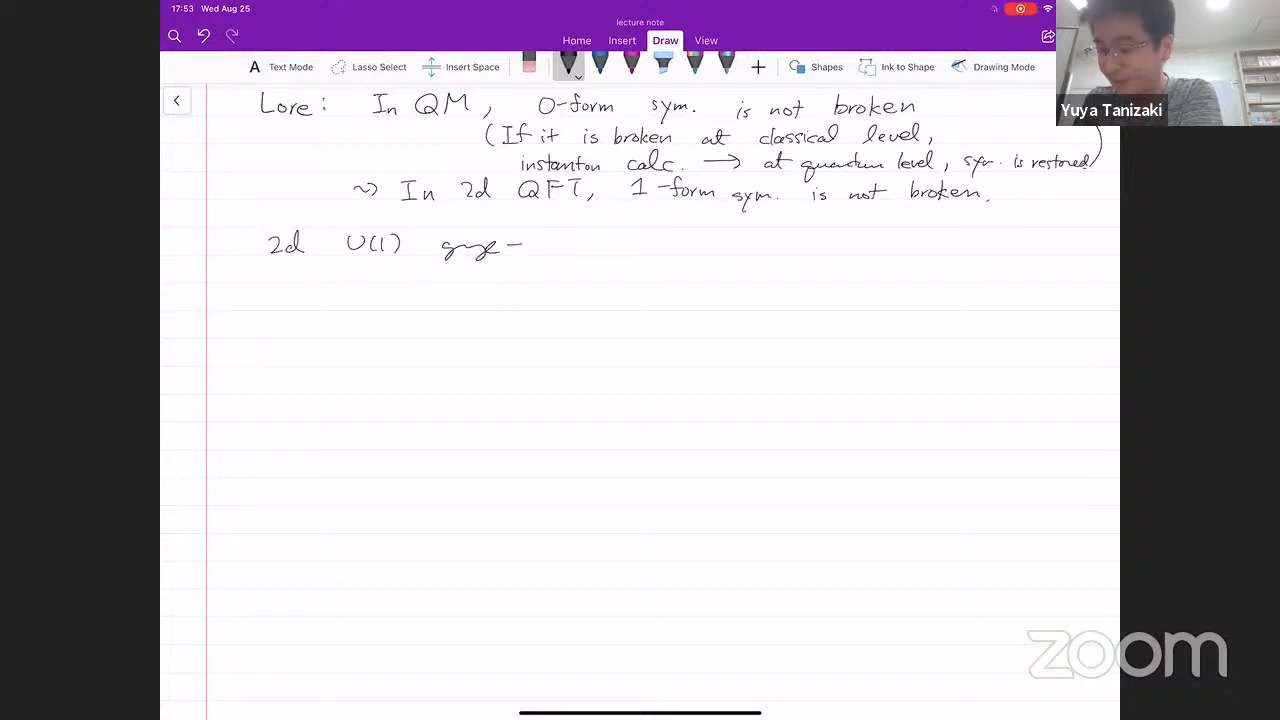 17:53 Wed Aug 25
lecture note
Home Insert Draw View
Text Mode Lasso Select Insert Space Shapes Ink to Shape Drawing Mode
Yuya Tanizaki
Lore : In QM , 0-form sym. is not broken
( If it is broken at classical level,
instanton calc. → at quantum level, sym. is restored. )
⇝ In 2d QFT, 1-form sym. is not broken.
2d U(1) gauge -
zoom